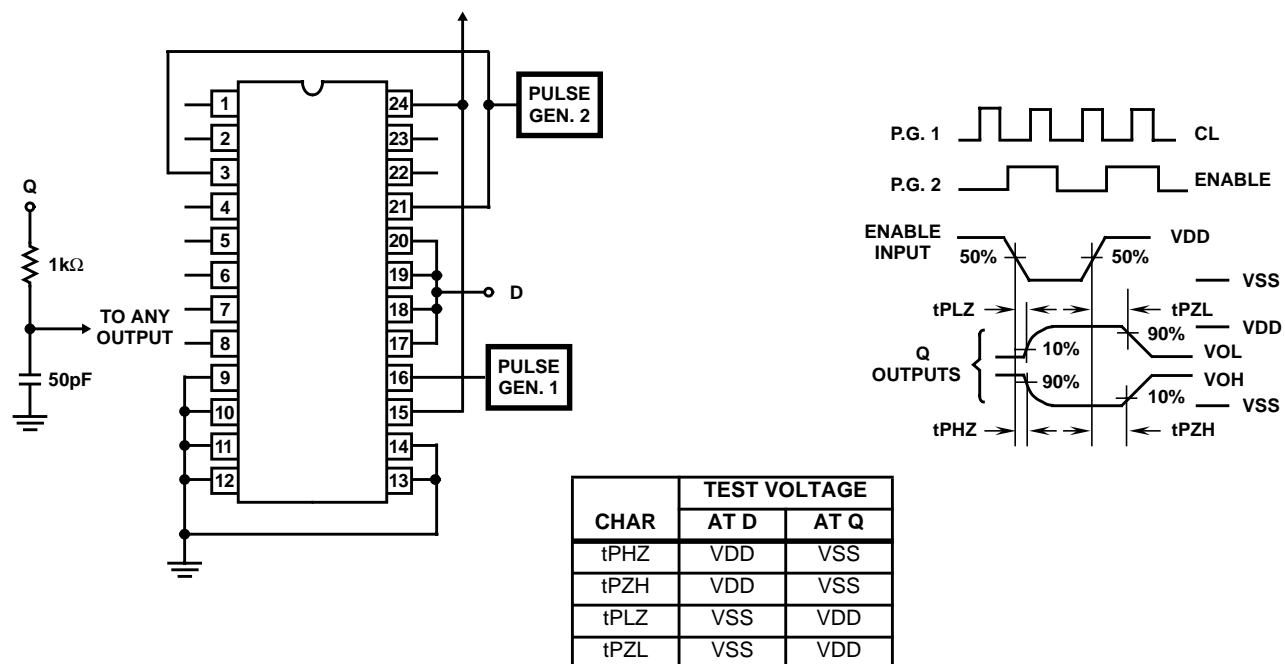 PULSE
GEN. 2
1
2
3
4
5
6
7
8
9
10
11
12
24
23
22
21
20
19
18
17
16
15
14
13
Q
1kΩ
50pF
TO ANY
OUTPUT
D
PULSE
GEN. 1
P.G. 1
CL
P.G. 2
ENABLE
ENABLE
INPUT
50%
50%
VDD
VSS
tPLZ
tPZL
VDD
Q
OUTPUTS
10%
90%
VOL
90%
10%
VOH
VSS
tPHZ
tPZH
CHAR TEST VOLTAGE
AT D AT Q
tPHZ VDD VSS
tPZH VDD VSS
tPLZ VSS VDD
tPZL VSS VDD